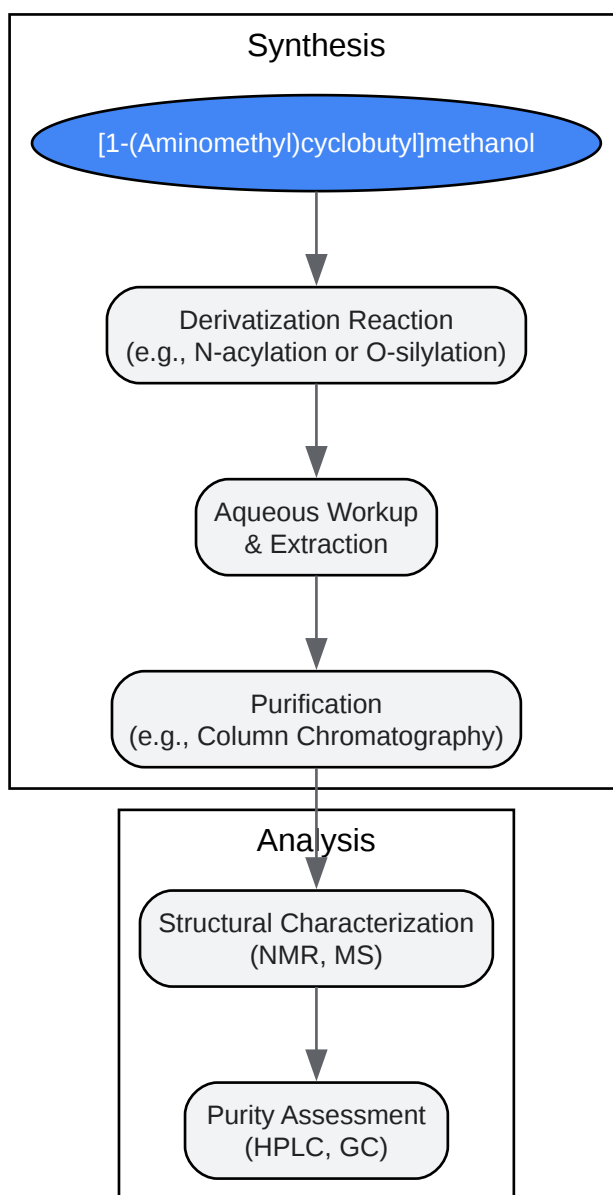 Synthesis
[1-(Aminomethyl)cyclobutyl]methanol
Derivatization Reaction
(e.g., N-acylation or O-silylation)
Aqueous Workup
& Extraction
Purification
(e.g., Column Chromatography)
Analysis
Structural Characterization
(NMR, MS)
Purity Assessment
(HPLC, GC)